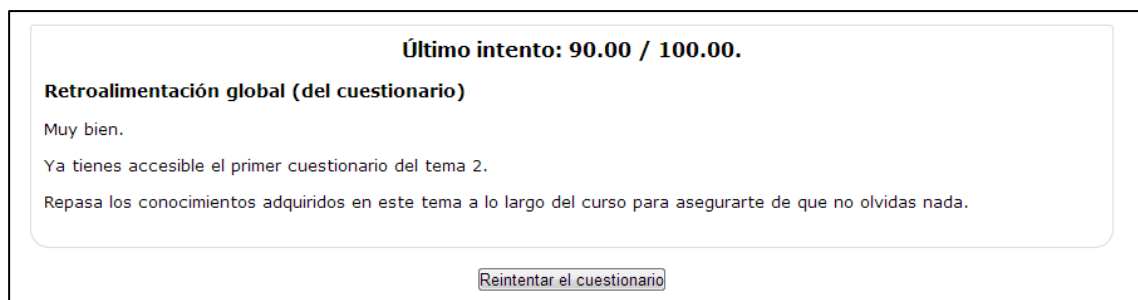 Último intento: 90.00 / 100.00.
Retroalimentación global (del cuestionario)
Muy bien.
Ya tienes accesible el primer cuestionario del tema 2.
Repasa los conocimientos adquiridos en este tema a lo largo del curso para asegurarte de que no olvidas nada.
Reintentar el cuestionario